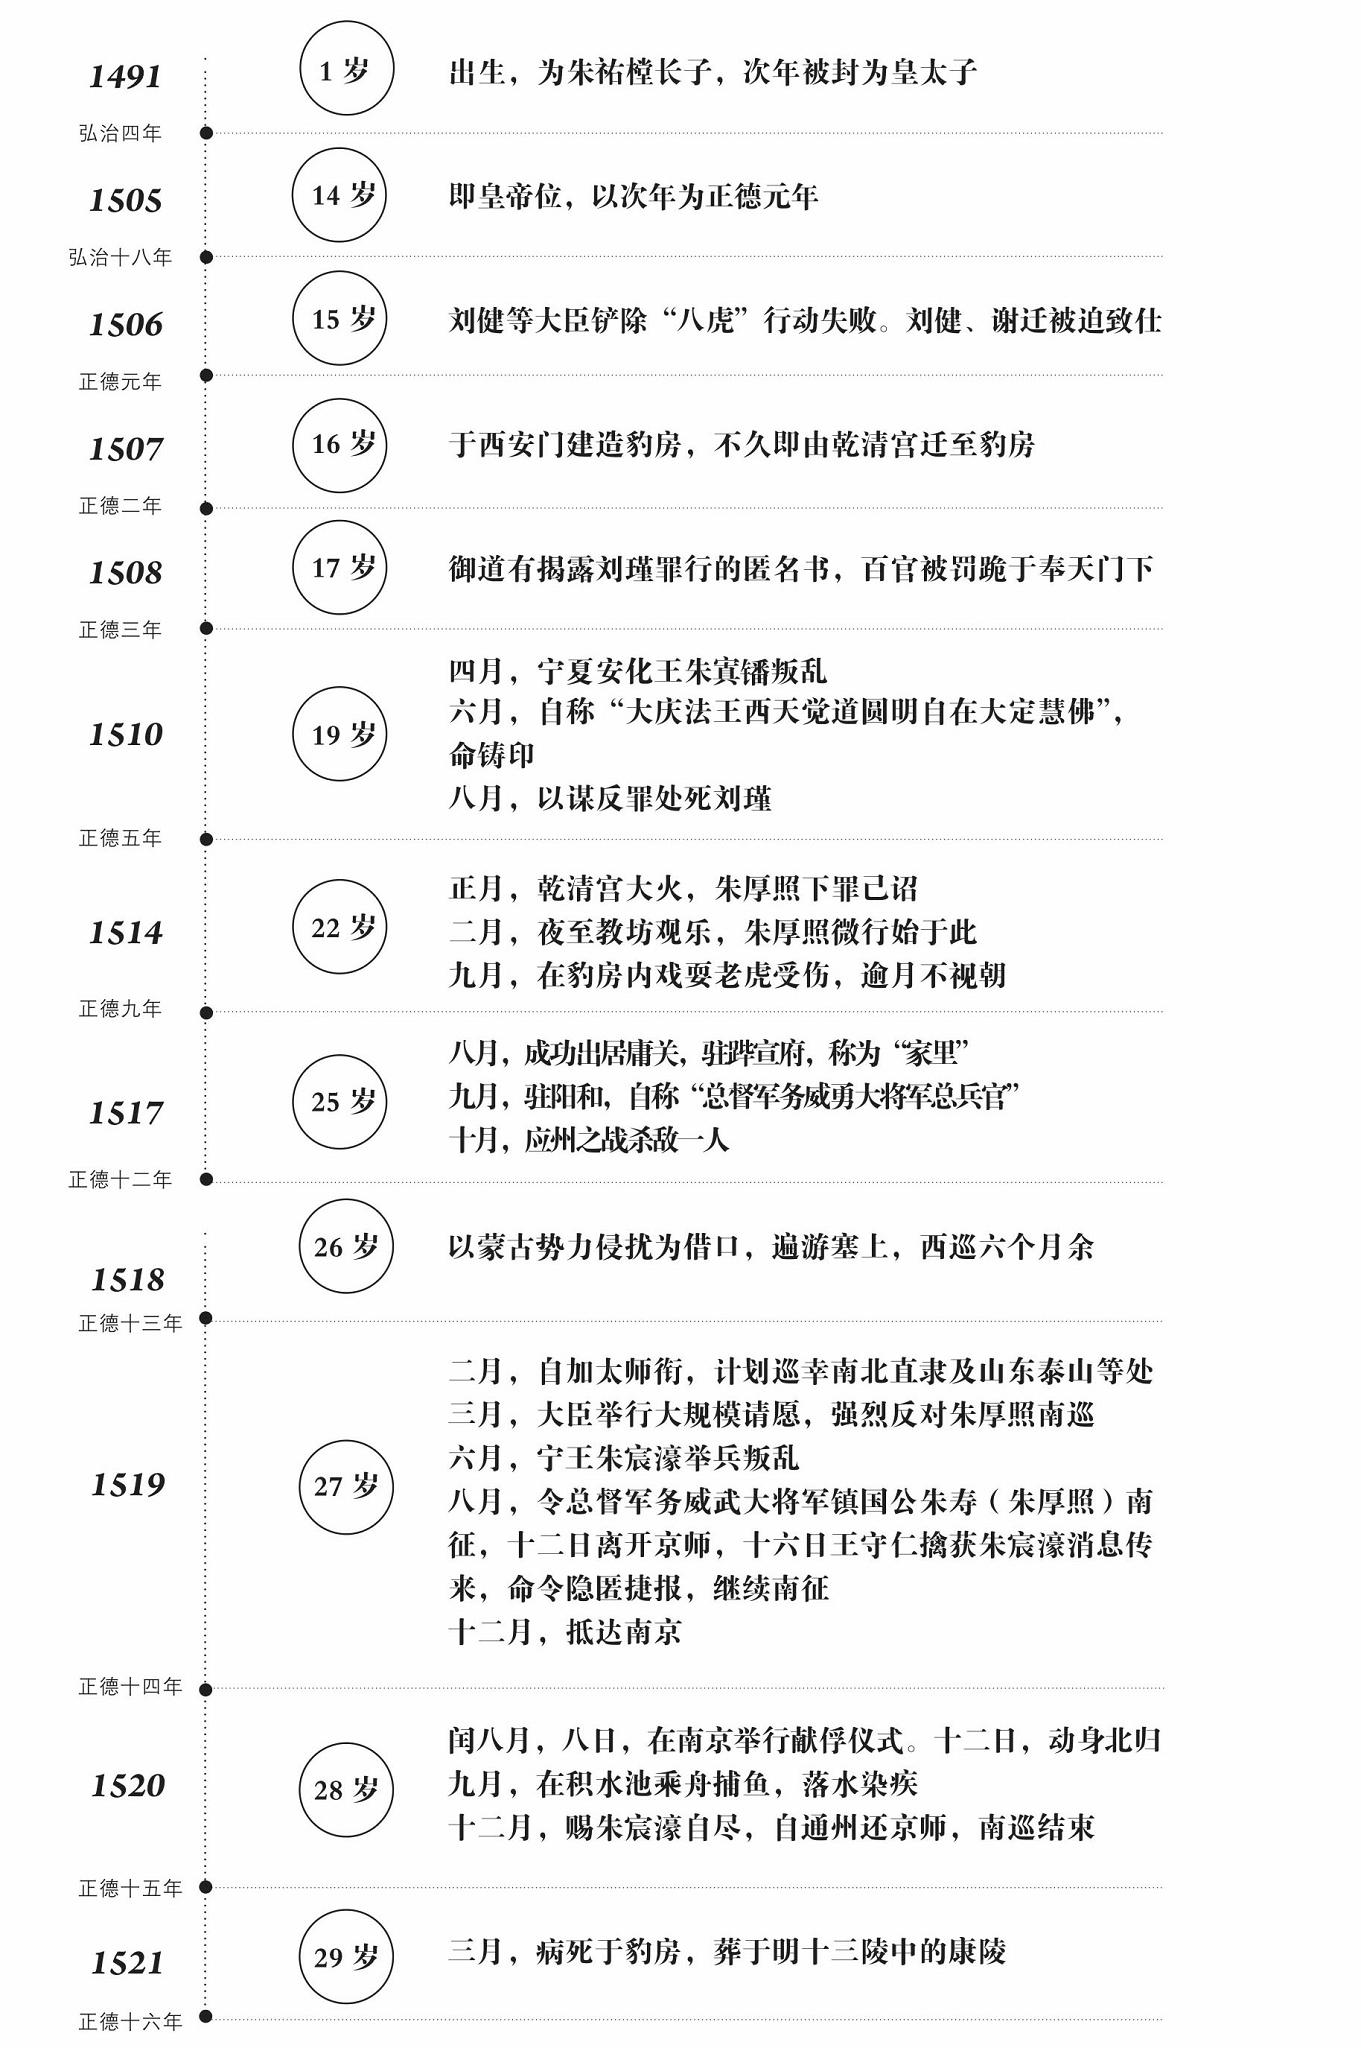 1491
弘治四年
1 岁
出生，为朱祐樘长子，次年被封为皇太子
1505
弘治十八年
14 岁
即皇帝位，以次年为正德元年
1506
正德元年
15 岁
刘健等大臣铲除“八虎”行动失败。刘健、谢迁被迫致仕
1507
正德二年
16 岁
于西安门建造豹房，不久即由乾清宫迁至豹房
1508
正德三年
17 岁
御道有揭露刘瑾罪行的匿名书，百官被罚跪于奉天门下
1510
正德五年
19 岁
四月，宁夏安化王朱寘鐇叛乱
六月，自称“大庆法王西天觉道圆明自在大定慧佛”，
命铸印
八月，以谋反罪处死刘瑾
1514
正德九年
22 岁
正月，乾清宫大火，朱厚照下罪己诏
二月，夜至教坊观乐，朱厚照微行始于此
九月，在豹房内戏耍老虎受伤，逾月不视朝
1517
正德十二年
25 岁
八月，成功出居庸关，驻跸宣府，称为“家里”
九月，驻阳和，自称“总督军务威勇大将军总兵官”
十月，应州之战杀敌一人
1518
正德十三年
26 岁
以蒙古势力侵扰为借口，遍游塞上，西巡六个月余
1519
正德十四年
27 岁
二月，自加太师衔，计划巡幸南北直隶及山东泰山等处
三月，大臣举行大规模请愿，强烈反对朱厚照南巡
六月，宁王朱宸濠举兵叛乱
八月，令总督军务威武大将军镇国公朱寿（朱厚照）南
征，十二日离开京师，十六日王守仁擒获朱宸濠消息传
来，命令隐匿捷报，继续南征
十二月，抵达南京
1520
正德十五年
28 岁
闰八月，八日，在南京举行献俘仪式。十二日，动身北归
九月，在积水池乘舟捕鱼，落水染疾
十二月，赐朱宸濠自尽，自通州还京师，南巡结束
1521
正德十六年
29 岁
三月，病死于豹房，葬于明十三陵中的康陵